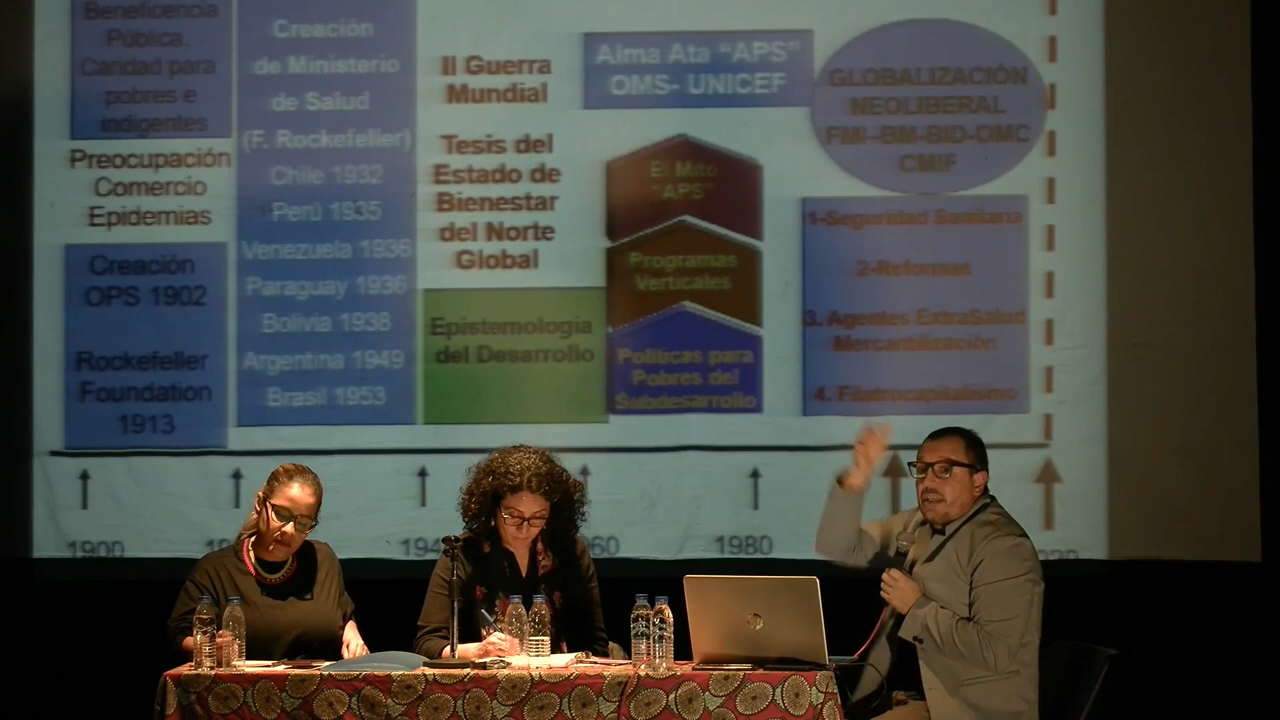 Beneficencia
Pública.
Caridad para
pobres e
indigentes
Preocupación
Comercio
Epidemias
Creación
OPS 1902
Rockefeller
Foundation
1913
Creación
de Ministerio
de Salud
(F. Rockefeller)
Chile 1932
Perú 1935
Venezuela 1936
Paraguay 1936
Bolivia 1938
Argentina 1949
Brasil 1953
II Guerra
Mundial
Tesis del
Estado de
Bienestar
del Norte
Global
Epistemología
del Desarrollo
Alma Ata "APS"
OMS- UNICEF
El Mito
"APS"
Programas
Verticales
Políticas para
Pobres del
Subdesarrollo
GLOBALIZACIÓN
NEOLIBERAL
FMI-BM-BID-OMC
CMIF
1-Seguridad Sanitaria
2-Reformas
3. Agentes ExtraSalud
Mercantilización
4. Filatrocapitalismo
1900
1980
hp